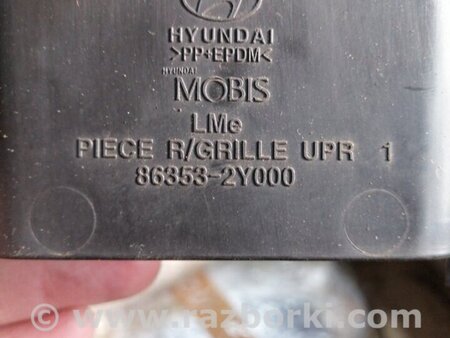 HYUNDAI
>PP+EPDM<
HYUNDAI
MOBIS
LMe
PIECE R/GRILLE UPR 1
86353-2Y000
© www.razborki.com